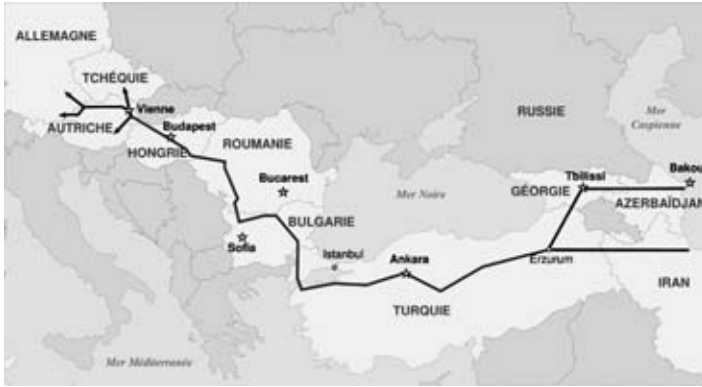 ALLEMAGNE
TCHÉQUIE
Vienne
AUTRICHE
Budapest
HONGRIE
ROUMANIE
Bucarest
BULGARIE
Sofia
Istanbul
Ankara
TURQUIE
Erzurum
RUSSIE
Mer
Caspienne
Mer Noire
Tbilissi
GÉORGIE
Bakou
AZERBAÏDJAN
IRAN
Mer Méditerranée